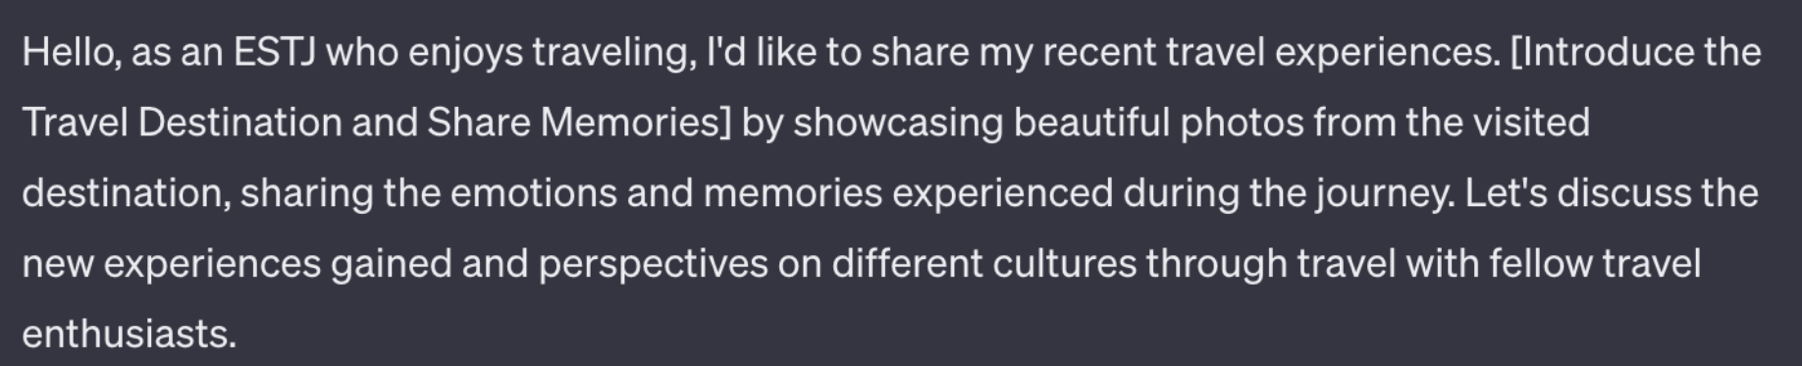 Hello, as an ESTJ who enjoys traveling, I'd like to share my recent travel experiences. [Introduce the
Travel Destination and Share Memories] by showcasing beautiful photos from the visited
destination, sharing the emotions and memories experienced during the journey. Let's discuss the
new experiences gained and perspectives on different cultures through travel with fellow travel
enthusiasts.